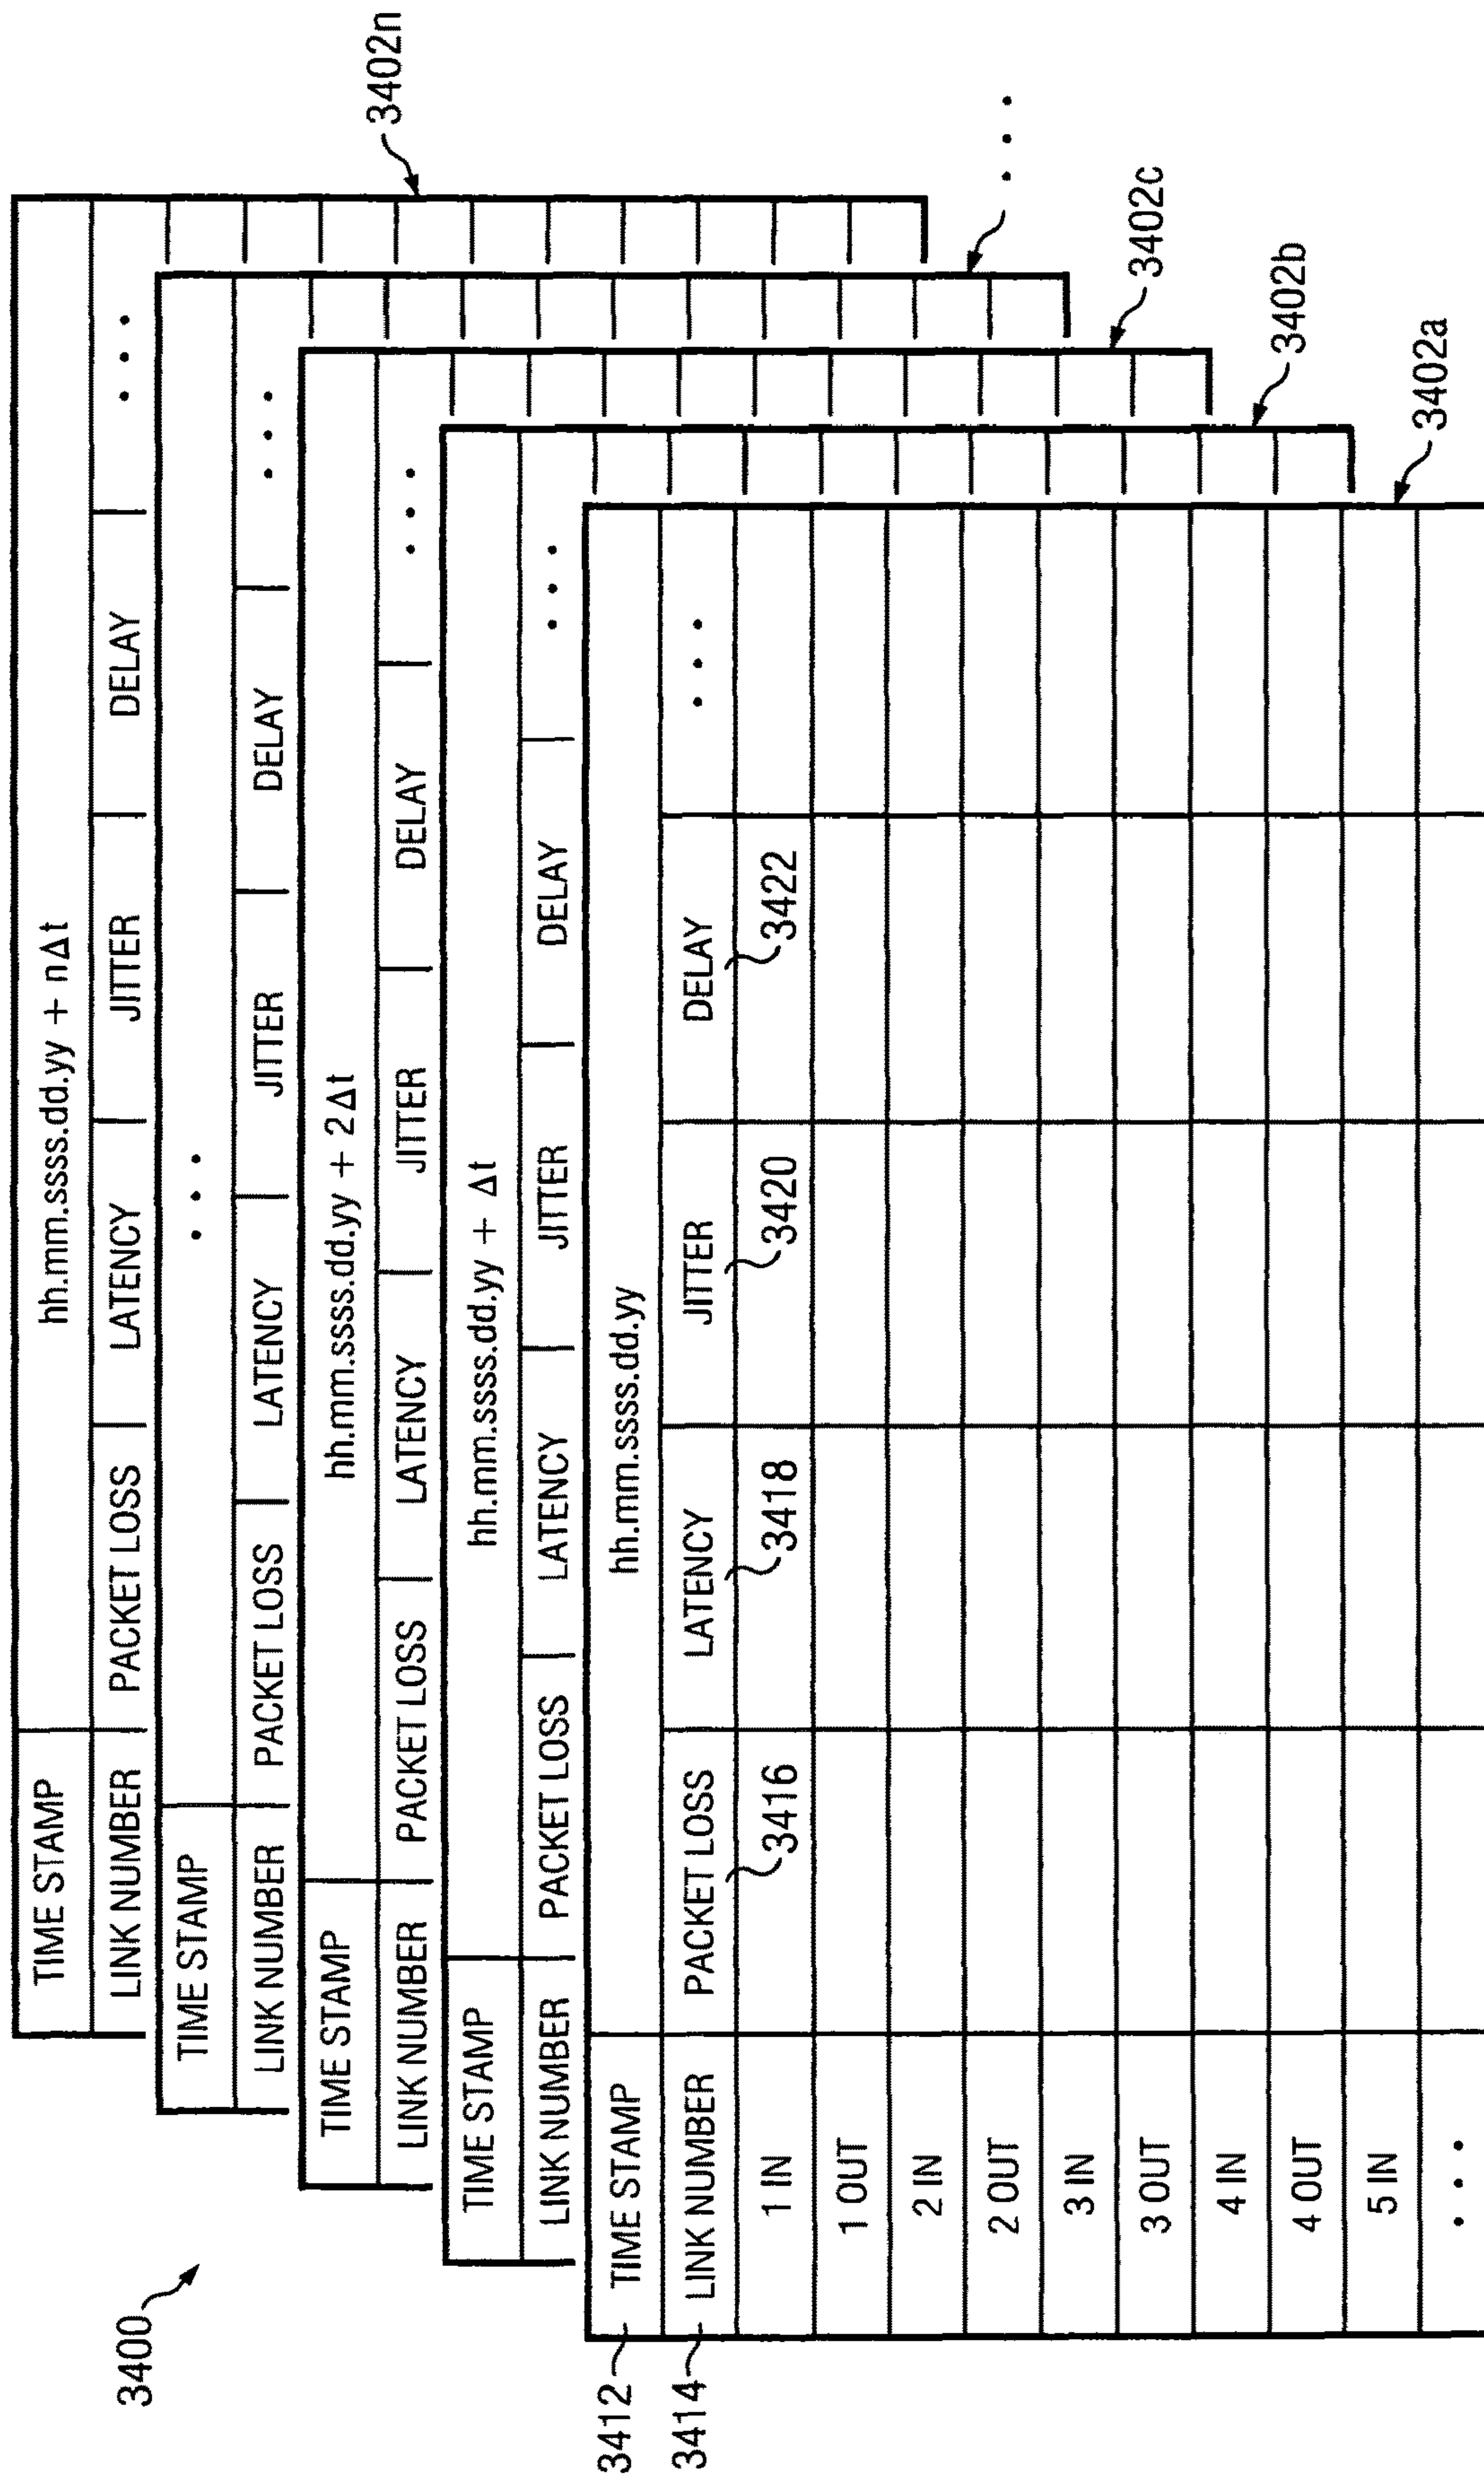 3400
TIME STAMP hh.mm.ssss.dd.yy + nΔt
LINK NUMBER PACKET LOSS LATENCY JITTER DELAY • • •
3402n
TIME STAMP • • •
LINK NUMBER PACKET LOSS LATENCY JITTER DELAY • • •
• • •
TIME STAMP hh.mm.ssss.dd.yy + 2Δt
LINK NUMBER PACKET LOSS LATENCY JITTER DELAY • • •
3402c
TIME STAMP hh.mm.ssss.dd.yy + Δt
LINK NUMBER PACKET LOSS LATENCY JITTER DELAY • • •
3402b
3412 TIME STAMP hh.mm.ssss.dd.yy
3414 LINK NUMBER PACKET LOSS LATENCY JITTER DELAY • • •
1 IN 3416 3418 3420 3422
1 OUT
2 IN
2 OUT
3 IN
3 OUT
4 IN
4 OUT
5 IN
3402a
• • •